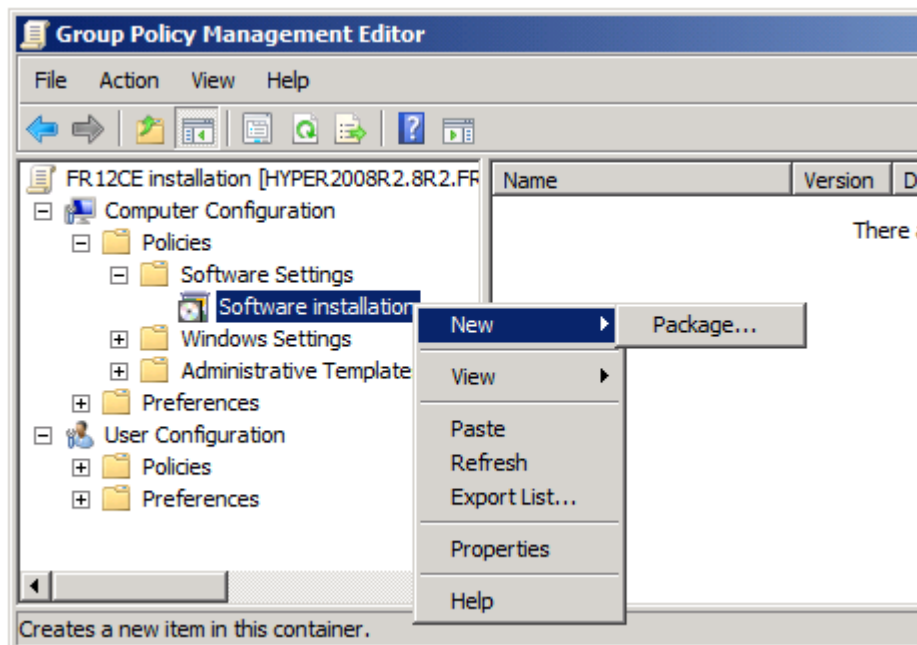 Group Policy Management Editor
File Action View Help
FR12CE installation [HYPER2008R2.8R2.FR
Name Version D
Computer Configuration
There
Policies
Software Settings
Software installation
New Package...
Windows Settings
Administrative Template
View
Preferences
Paste
User Configuration
Refresh
Policies
Export List...
Preferences
Properties
Help
Creates a new item in this container.